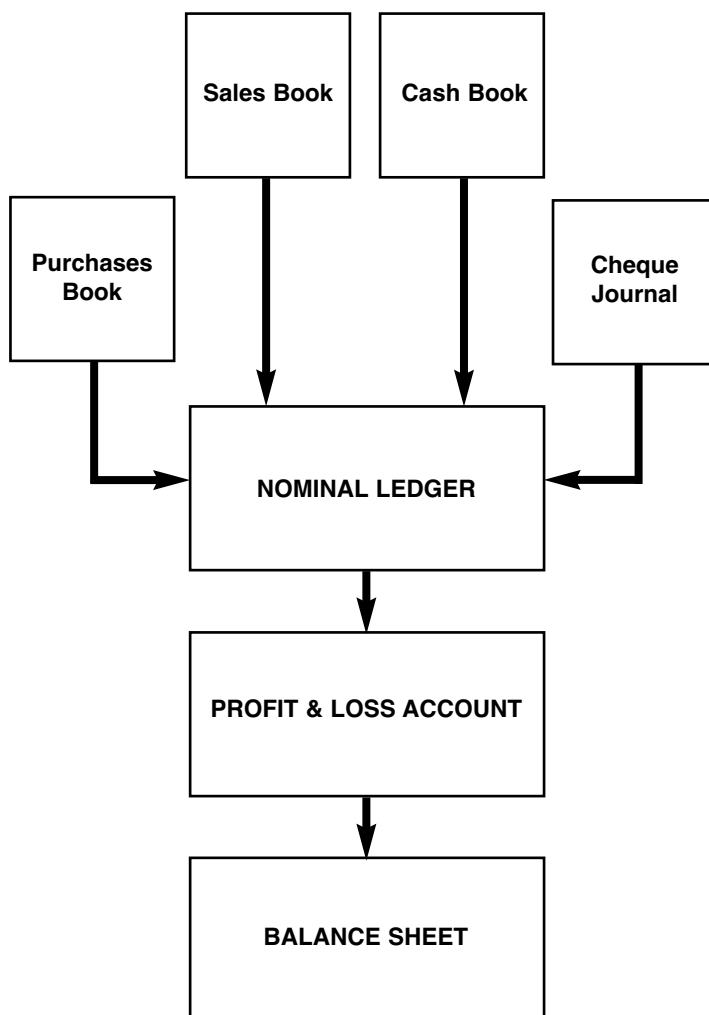 Sales Book
Cash Book
Purchases
Book
Cheque
Journal
NOMINAL LEDGER
PROFIT & LOSS ACCOUNT
BALANCE SHEET